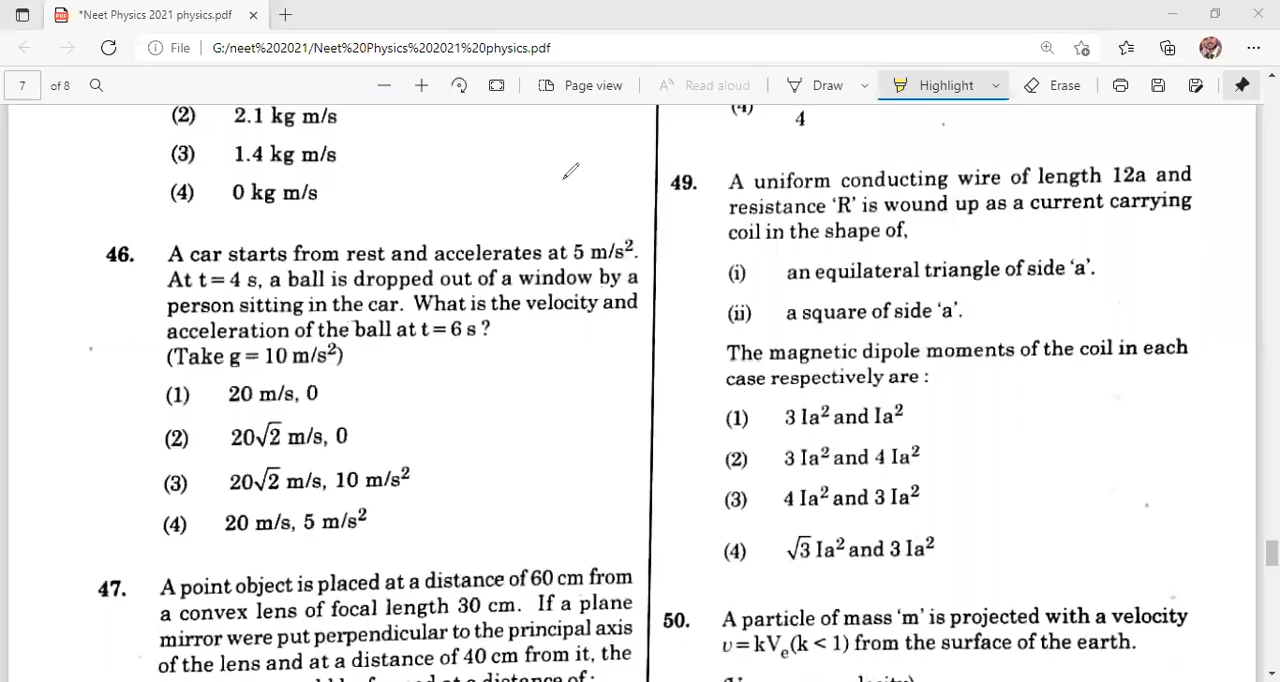 *Neet Physics 2021 physics.pdf
File G:/neet%202021/Neet%20Physics%202021%20physics.pdf
7 of 8 Page view Read aloud Draw Highlight Erase
(2) 2.1 kg m/s
(3) 1.4 kg m/s
(4) 0 kg m/s
46. A car starts from rest and accelerates at 5 m/s².
At t = 4 s, a ball is dropped out of a window by a
person sitting in the car. What is the velocity and
acceleration of the ball at t = 6 s ?
(Take g = 10 m/s²)
(1) 20 m/s, 0
(2) 20√2 m/s, 0
(3) 20√2 m/s, 10 m/s²
(4) 20 m/s, 5 m/s²
47. A point object is placed at a distance of 60 cm from
a convex lens of focal length 30 cm. If a plane
mirror were put perpendicular to the principal axis
of the lens and at a distance of 40 cm from it, the
at a distance of:
(4) 4
49. A uniform conducting wire of length 12a and
resistance 'R' is wound up as a current carrying
coil in the shape of,
(i) an equilateral triangle of side 'a'.
(ii) a square of side 'a'.
The magnetic dipole moments of the coil in each
case respectively are :
(1) 3 Ia² and Ia²
(2) 3 Ia² and 4 Ia²
(3) 4 Ia² and 3 Ia²
(4) √3 Ia² and 3 Ia²
50. A particle of mass 'm' is projected with a velocity
υ = kVₑ (k < 1) from the surface of the earth.